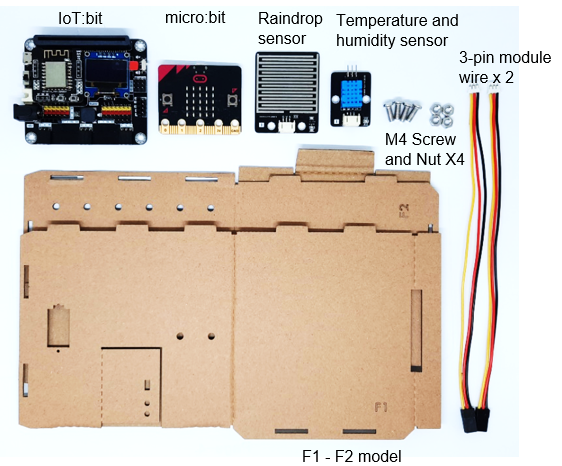 IoT:bit
micro:bit
Raindrop
sensor
Temperature and
humidity sensor
3-pin module
wire x 2
M4 Screw
and Nut X4
F2
F1
F1 - F2 model